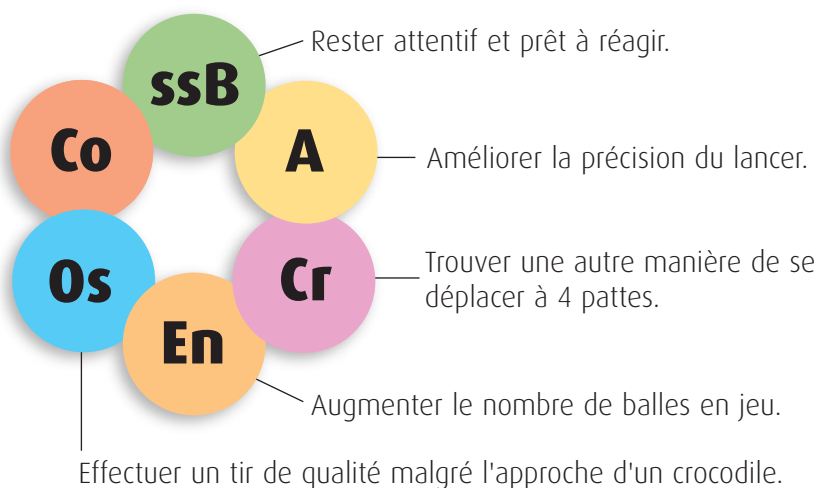 ssB
Rester attentif et prêt à réagir.
Co
A
Améliorer la précision du lancer.
Os
Cr
Trouver une autre manière de se
déplacer à 4 pattes.
En
Augmenter le nombre de balles en jeu.
Effectuer un tir de qualité malgré l'approche d'un crocodile.